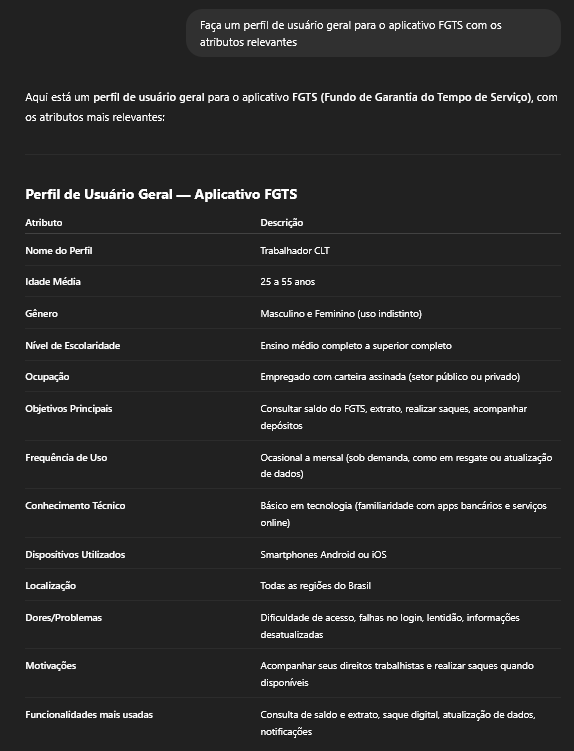 Faça um perfil de usuário geral para o aplicativo FGTS com os
atributos relevantes
Aqui está um perfil de usuário geral para o aplicativo FGTS (Fundo de Garantia do Tempo de Serviço), com
os atributos mais relevantes:
Perfil de Usuário Geral — Aplicativo FGTS
Atributo Descrição
Nome do Perfil Trabalhador CLT
Idade Média 25 a 55 anos
Gênero Masculino e Feminino (uso indistinto)
Nível de Escolaridade Ensino médio completo a superior completo
Ocupação Empregado com carteira assinada (setor público ou privado)
Objetivos Principais Consultar saldo do FGTS, extrato, realizar saques, acompanhar
depósitos
Frequência de Uso Ocasional a mensal (sob demanda, como em resgate ou atualização
de dados)
Conhecimento Técnico Básico em tecnologia (familiaridade com apps bancários e serviços
online)
Dispositivos Utilizados Smartphones Android ou iOS
Localização Todas as regiões do Brasil
Dores/Problemas Dificuldade de acesso, falhas no login, lentidão, informações
desatualizadas
Motivações Acompanhar seus direitos trabalhistas e realizar saques quando
disponíveis
Funcionalidades mais usadas Consulta de saldo e extrato, saque digital, atualização de dados,
notificações